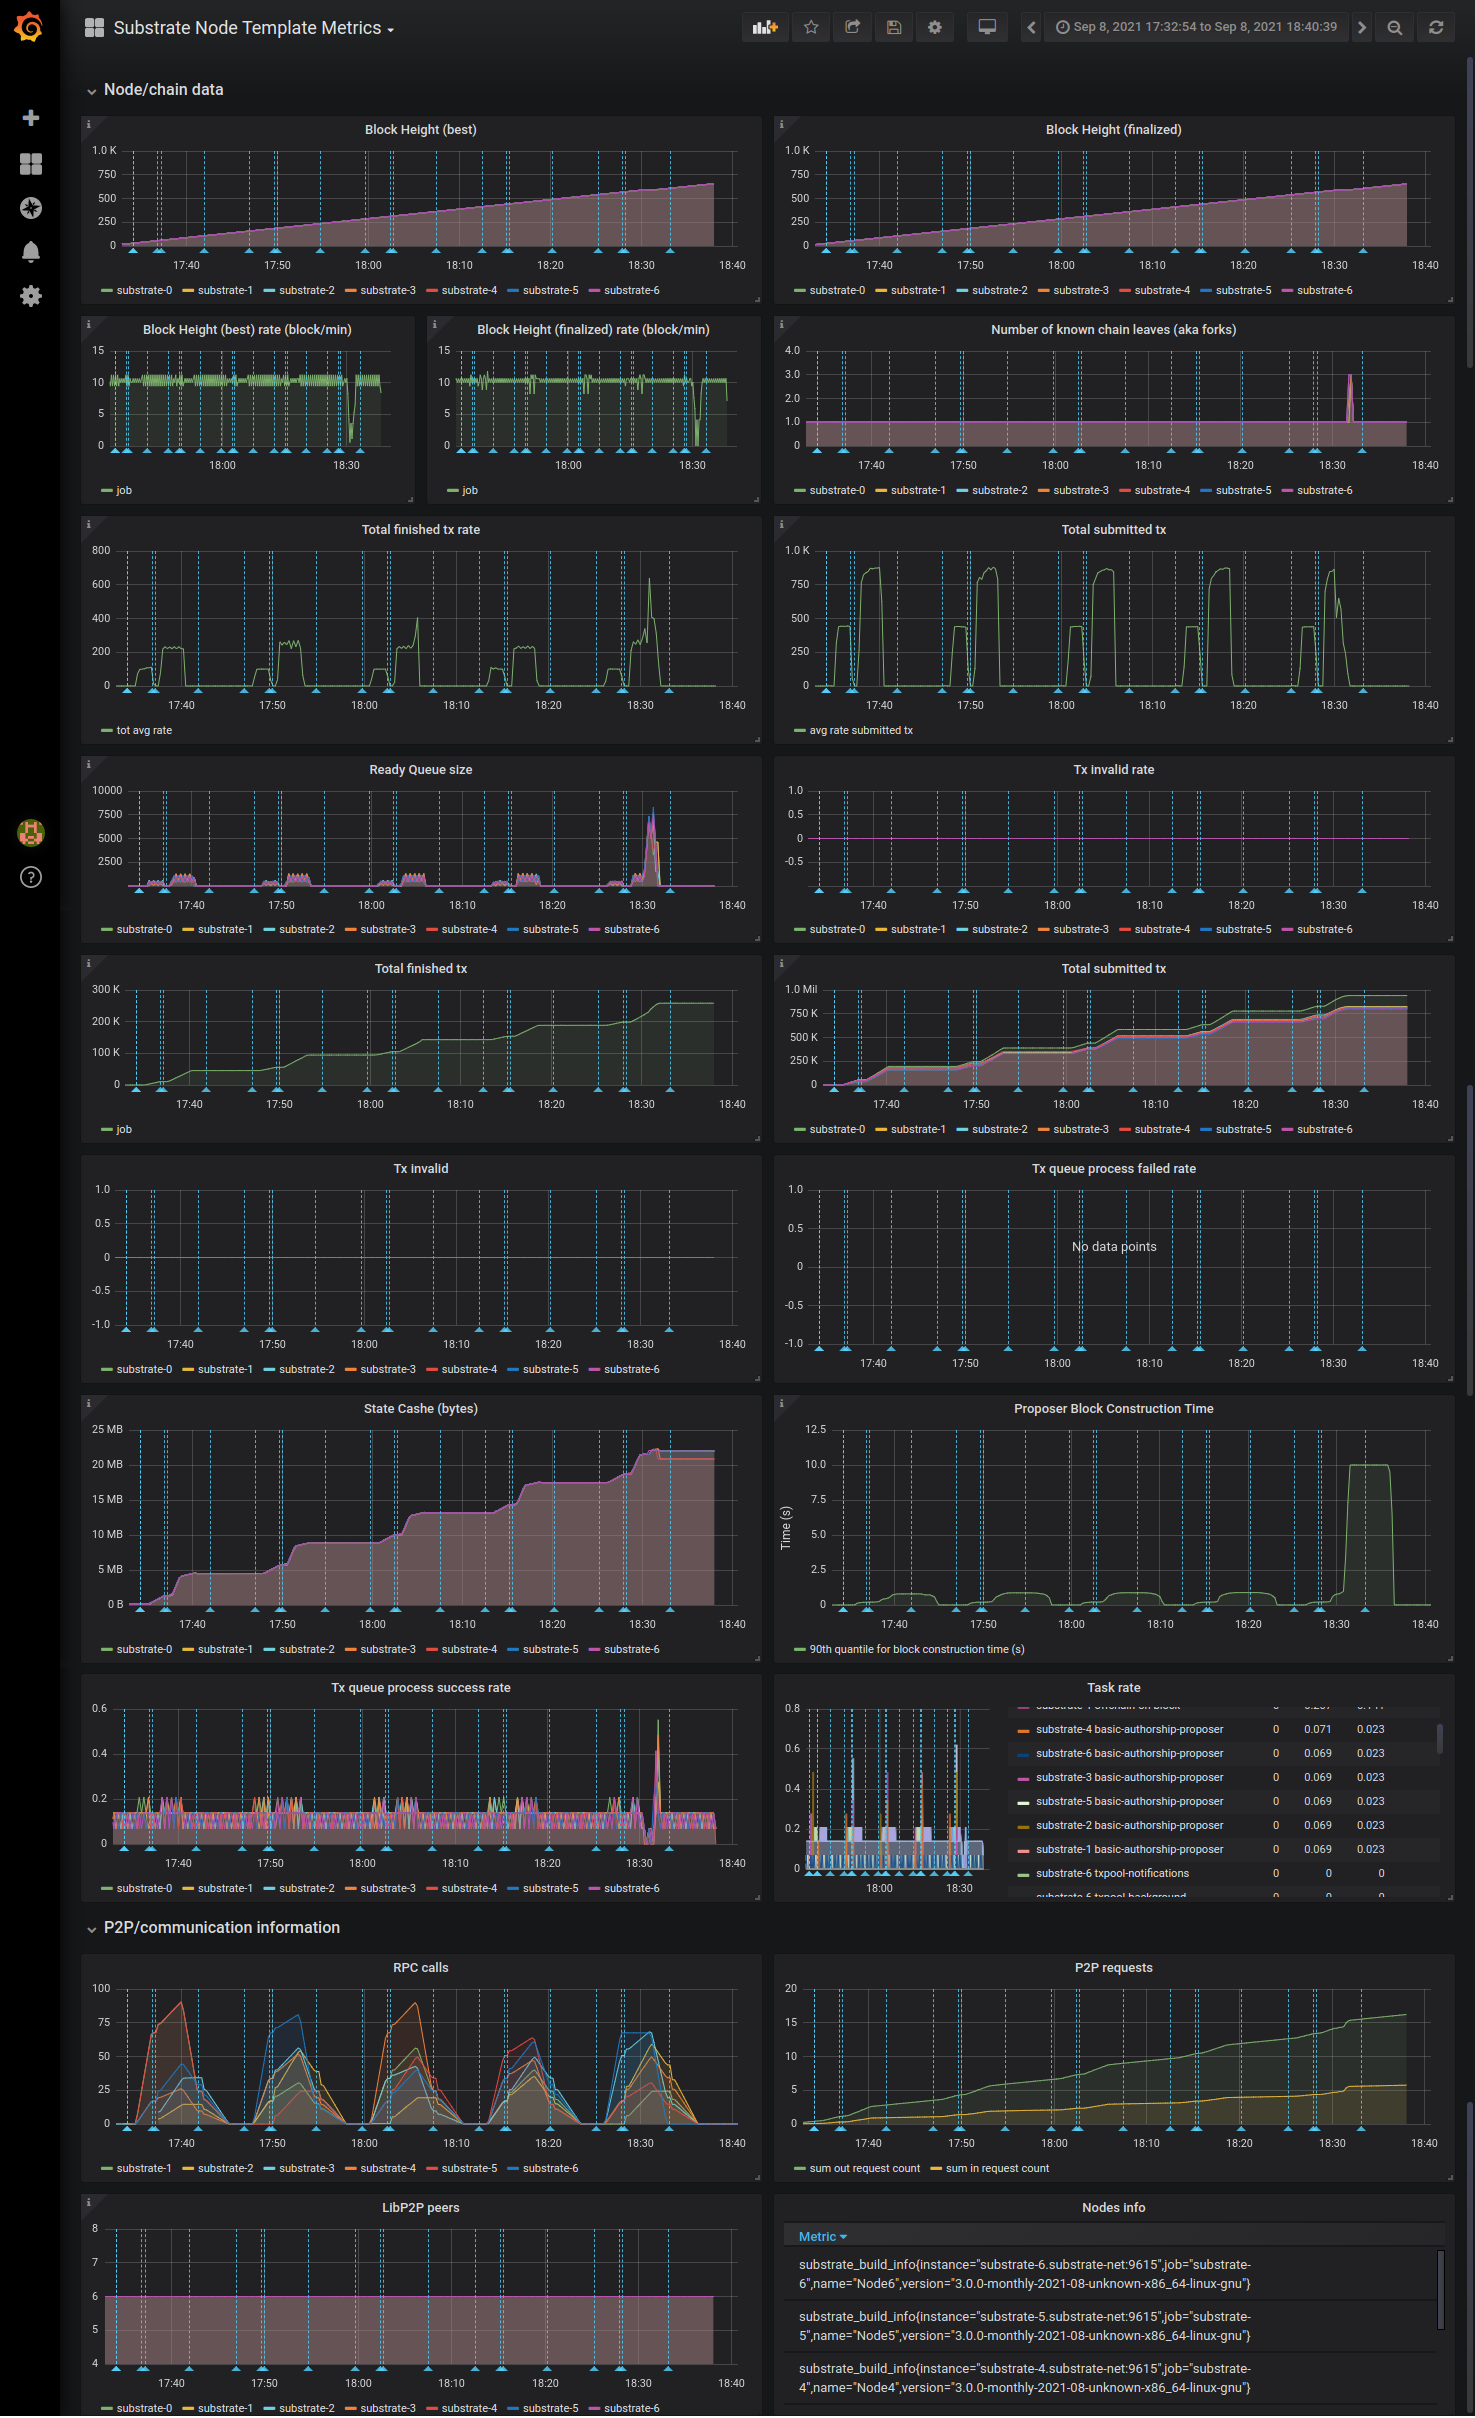 Substrate Node Template Metrics
Sep 8, 2021 17:32:54 to Sep 8, 2021 18:40:39
Node/chain data
Block Height (best)
1.0 K
750
500
250
0
17:40 17:50 18:00 18:10 18:20 18:30 18:40
substrate-0 substrate-1 substrate-2 substrate-3 substrate-4 substrate-5 substrate-6
Block Height (finalized)
1.0 K
750
500
250
0
17:40 17:50 18:00 18:10 18:20 18:30 18:40
substrate-0 substrate-1 substrate-2 substrate-3 substrate-4 substrate-5 substrate-6
Block Height (best) rate (block/min)
15
10
5
0
18:00 18:30
job
Block Height (finalized) rate (block/min)
15
10
5
0
18:00 18:30
job
Number of known chain leaves (aka forks)
4.0
3.0
2.0
1.0
0
17:40 17:50 18:00 18:10 18:20 18:30 18:40
substrate-0 substrate-1 substrate-2 substrate-3 substrate-4 substrate-5 substrate-6
Total finished tx rate
800
600
400
200
0
17:40 17:50 18:00 18:10 18:20 18:30 18:40
tot avg rate
Total submitted tx
1.0 K
750
500
250
0
17:40 17:50 18:00 18:10 18:20 18:30 18:40
avg rate submitted tx
Ready Queue size
10000
7500
5000
2500
17:40 17:50 18:00 18:10 18:20 18:30 18:40
substrate-0 substrate-1 substrate-2 substrate-3 substrate-4 substrate-5 substrate-6
Tx invalid rate
1.0
0.5
0
-0.5
17:40 17:50 18:00 18:10 18:20 18:30 18:40
substrate-0 substrate-1 substrate-2 substrate-3 substrate-4 substrate-5 substrate-6
Total finished tx
300 K
200 K
100 K
0
17:40 17:50 18:00 18:10 18:20 18:30 18:40
job
Total submitted tx
1.0 Mil
750 K
500 K
250 K
0
17:40 17:50 18:00 18:10 18:20 18:30 18:40
substrate-0 substrate-1 substrate-2 substrate-3 substrate-4 substrate-5 substrate-6
Tx invalid
1.0
0.5
0
-0.5
-1.0
17:40 17:50 18:00 18:10 18:20 18:30 18:40
substrate-0 substrate-1 substrate-2 substrate-3 substrate-4 substrate-5 substrate-6
Tx queue process failed rate
1.0
0.5
No data points
0
-0.5
-1.0
17:40 17:50 18:00 18:10 18:20 18:30 18:40
State Cashe (bytes)
25 MB
20 MB
15 MB
10 MB
5 MB
0 B
17:40 17:50 18:00 18:10 18:20 18:30 18:40
substrate-0 substrate-1 substrate-2 substrate-3 substrate-4 substrate-5 substrate-6
Proposer Block Construction Time
Time (s)
12.5
10.0
7.5
5.0
2.5
0
17:40 17:50 18:00 18:10 18:20 18:30 18:40
90th quantile for block construction time (s)
Tx queue process success rate
0.6
0.4
0.2
0
17:40 17:50 18:00 18:10 18:20 18:30 18:40
substrate-0 substrate-1 substrate-2 substrate-3 substrate-4 substrate-5 substrate-6
Task rate
0.8
0.6
0.4
0.2
0
18:00 18:30
substrate-4 basic-authorship-proposer 0 0.071 0.023
substrate-6 basic-authorship-proposer 0 0.069 0.023
substrate-3 basic-authorship-proposer 0 0.069 0.023
substrate-5 basic-authorship-proposer 0 0.069 0.023
substrate-2 basic-authorship-proposer 0 0.069 0.023
substrate-1 basic-authorship-proposer 0 0.069 0.023
substrate-6 txpool-notifications 0 0 0
substrate-6 txpool-background 0 0 0
P2P/communication information
RPC calls
100
75
50
25
0
17:40 17:50 18:00 18:10 18:20 18:30 18:40
substrate-1 substrate-2 substrate-3 substrate-4 substrate-5 substrate-6
P2P requests
20
15
10
5
0
17:40 17:50 18:00 18:10 18:20 18:30 18:40
sum out request count sum in request count
LibP2P peers
8
7
6
5
4
17:40 17:50 18:00 18:10 18:20 18:30 18:40
substrate-0 substrate-1 substrate-2 substrate-3 substrate-4 substrate-5 substrate-6
Nodes info
Metric
substrate_build_info{instance="substrate-6.substrate-net:9615",job="substrate-
6",name="Node6",version="3.0.0-monthly-2021-08-unknown-x86_64-linux-gnu"}
substrate_build_info{instance="substrate-5.substrate-net:9615",job="substrate-
5",name="Node5",version="3.0.0-monthly-2021-08-unknown-x86_64-linux-gnu"}
substrate_build_info{instance="substrate-4.substrate-net:9615",job="substrate-
4",name="Node4",version="3.0.0-monthly-2021-08-unknown-x86_64-linux-gnu"}